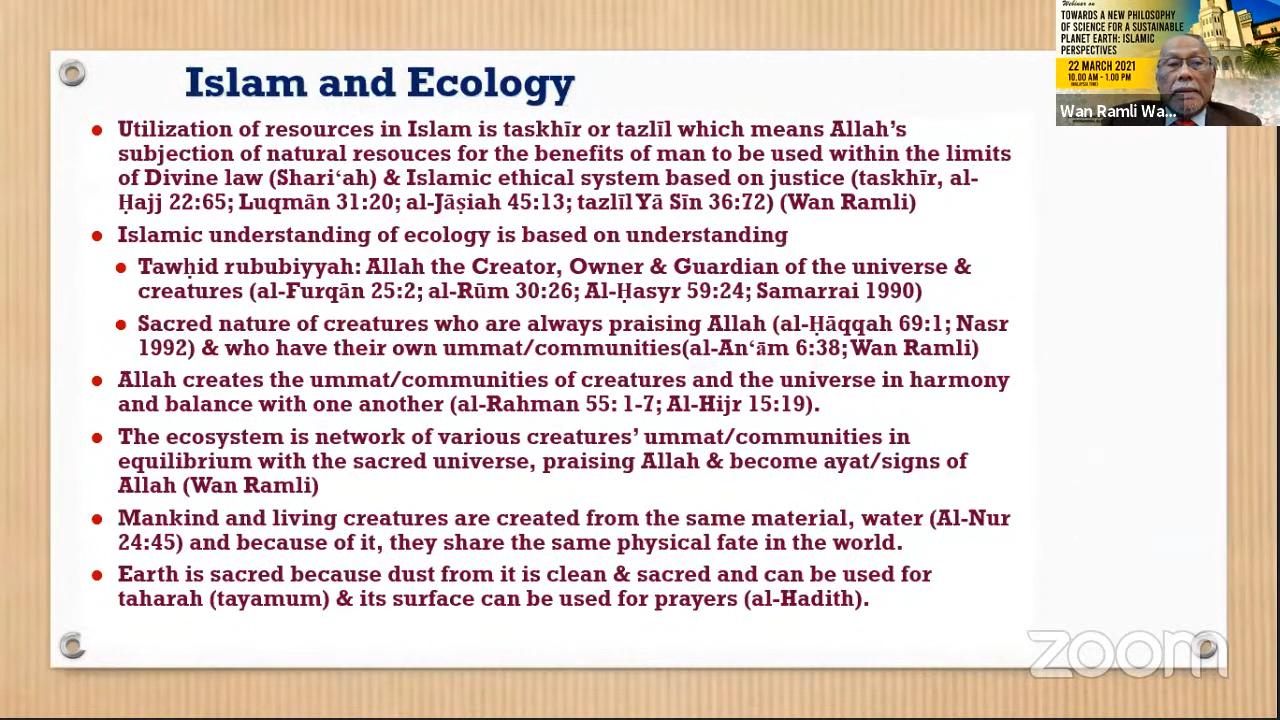 Islam and Ecology
• Utilization of resources in Islam is taskhīr or tazlīl which means Allah’s
subjection of natural resouces for the benefits of man to be used within the limits
of Divine law (Shari‘ah) & Islamic ethical system based on justice (taskhīr, al-
Ḥajj 22:65; Luqmān 31:20; al-Jāṣiah 45:13; tazlīl Yā Sīn 36:72) (Wan Ramli)
• Islamic understanding of ecology is based on understanding
• Tawḥid rububiyyah: Allah the Creator, Owner & Guardian of the universe &
creatures (al-Furqān 25:2; al-Rūm 30:26; Al-Ḥasyr 59:24; Samarrai 1990)
• Sacred nature of creatures who are always praising Allah (al-Ḥāqqah 69:1; Nasr
1992) & who have their own ummat/communities(al-An‘ām 6:38; Wan Ramli)
• Allah creates the ummat/communities of creatures and the universe in harmony
and balance with one another (al-Rahman 55: 1-7; Al-Hijr 15:19).
• The ecosystem is network of various creatures’ ummat/communities in
equilibrium with the sacred universe, praising Allah & become ayat/signs of
Allah (Wan Ramli)
• Mankind and living creatures are created from the same material, water (Al-Nur
24:45) and because of it, they share the same physical fate in the world.
• Earth is sacred because dust from it is clean & sacred and can be used for
taharah (tayamum) & its surface can be used for prayers (al-Hadith).
Webinar on
TOWARDS A NEW PHILOSOPHY
OF SCIENCE FOR A SUSTAINABLE
PLANET EARTH: ISLAMIC
PERSPECTIVES
22 MARCH 2021
10.00 AM - 1.00 PM
(MALAYSIA TIME)
Wan Ramli Wa...
zoom